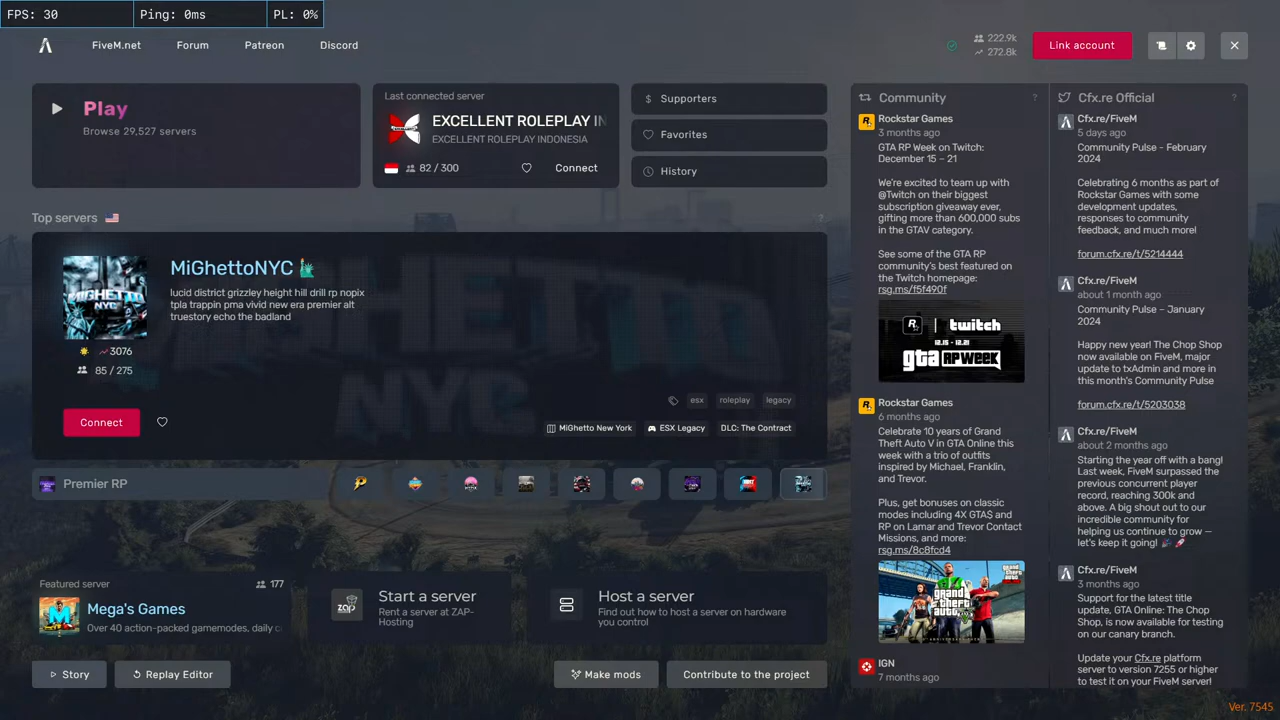 FPS: 30
Ping: 0ms
PL: 0%
FiveM.net
Forum
Patreon
Discord
222.9k
272.8k
Link account
Play
Browse 29,527 servers
Last connected server
EXCELLENT ROLEPLAY IN
EXCELLENT ROLEPLAY INDONESIA
82 / 300
Connect
$ Supporters
Favorites
History
Top servers
?
MiGhettoNYC 🗽
lucid district grizzley height hill drill rp nopix
tpla trappin pma vivid new era premier alt
truestory echo the badland
MIGHETTO
NYC
3076
85 / 275
Connect
esx
roleplay
legacy
MiGhetto New York
ESX Legacy
DLC: The Contract
Premier RP
Featured server
177
Mega's Games
Over 40 action-packed gamemodes, daily c
ZAP
Start a server
Rent a server at ZAP-
Hosting
Host a server
Find out how to host a server on hardware
you control
Story
Replay Editor
Make mods
Contribute to the project
Community
?
Rockstar Games
3 months ago
GTA RP Week on Twitch:
December 15 – 21
We're excited to team up with
@Twitch on their biggest
subscription giveaway ever,
gifting more than 600,000 subs
in the GTAV category.
See some of the GTA RP
community's best featured on
the Twitch homepage:
rsg.ms/f5f490f
R★ | twitch
12.15 - 12.21
gta RP WEEK
Rockstar Games
6 months ago
Celebrate 10 years of Grand
Theft Auto V in GTA Online this
week with a trio of outfits
inspired by Michael, Franklin,
and Trevor.
Plus, get bonuses on classic
modes including 4X GTA$ and
RP on Lamar and Trevor Contact
Missions, and more:
rsg.ms/8c8fcd4
grand
theft
auto
IGN
7 months ago
Cfx.re Official
?
Cfx.re/FiveM
5 days ago
Community Pulse - February
2024
Celebrating 6 months as part of
Rockstar Games with some
development updates,
responses to community
feedback, and much more!
forum.cfx.re/t/5214444
Cfx.re/FiveM
about 1 month ago
Community Pulse – January
2024
Happy new year! The Chop Shop
now available on FiveM, major
update to txAdmin and more in
this month's Community Pulse
forum.cfx.re/t/5203038
Cfx.re/FiveM
about 2 months ago
Starting the year off with a bang!
Last week, FiveM surpassed the
previous concurrent player
record, reaching 300k and
above. A big shout out to our
incredible community for
helping us continue to grow —
let's keep it going! 🎉 🚀
Cfx.re/FiveM
3 months ago
Support for the latest title
update, GTA Online: The Chop
Shop, is now available for testing
on our canary branch.
Update your Cfx.re platform
server to version 7255 or higher
to test it on your FiveM server!
Ver. 7545